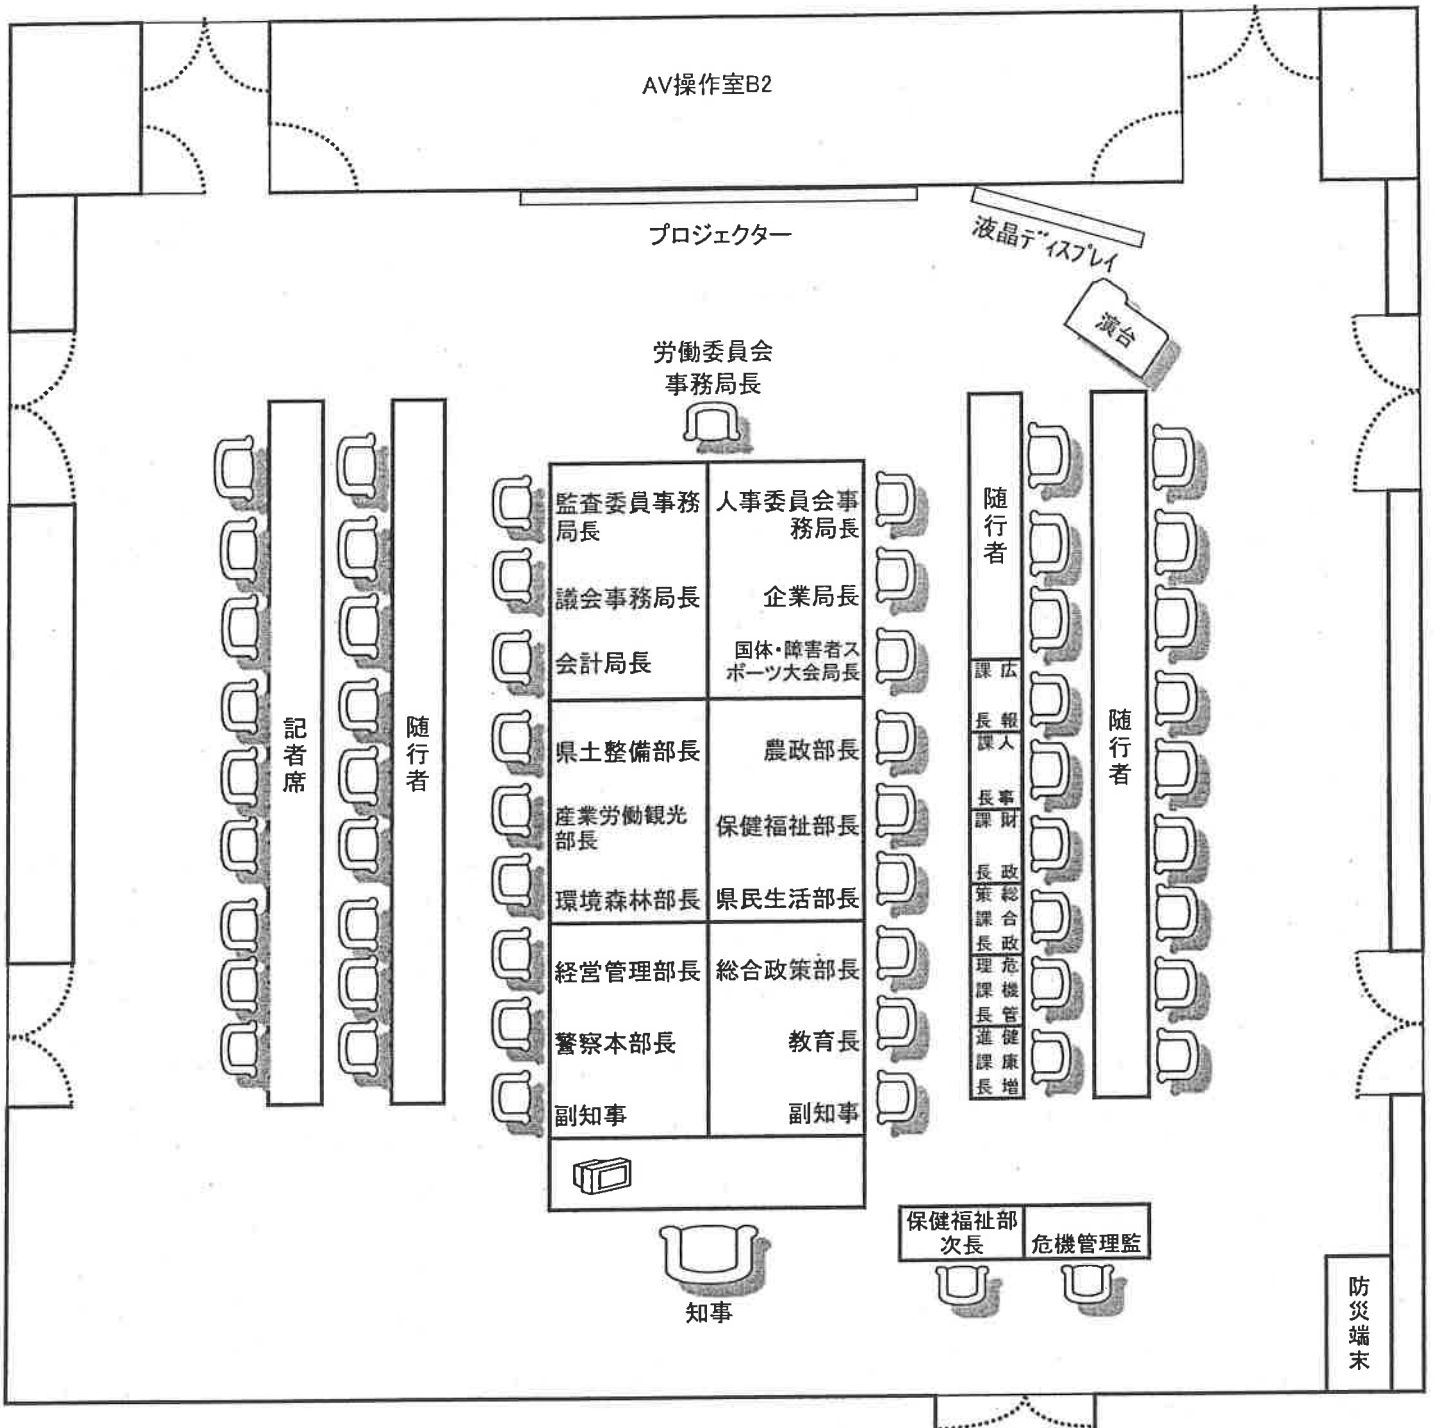 AV操作室B2
プロジェクター
液晶ディスプレイ
演台
労働委員会
事務局長
監査委員事務
局長
人事委員会事
務局長
議会事務局長
企業局長
会計局長
国体・障害者ス
ポーツ大会局長
県土整備部長
農政部長
産業労働観光
部長
保健福祉部長
環境森林部長
県民生活部長
経営管理部長
総合政策部長
警察本部長
教育長
副知事
副知事
知事
記者席
随行者
随行者
広報
課長
人事
課長
財政
課長
総合政
策課長
危機管
理課長
健康増
進課長
随行者
保健福祉部
次長
危機管理監
防災端末